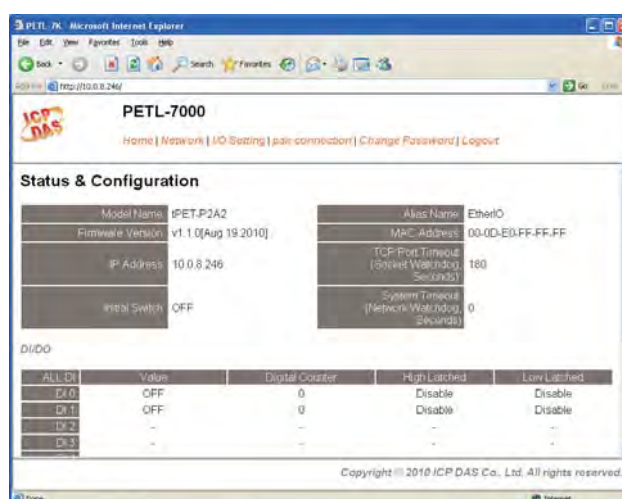 PETL-7K - Microsoft Internet Explorer
File Edit View Favorites Tools Help
Back Search Favorites
Address http://10.0.8.246/ Go
ICP DAS
PETL-7000
Home | Network | I/O Setting | pair connection | Change Password | Logout
Status & Configuration
Model Name tPET-P2A2 Alias Name EtherIO
Firmware Version v1.1.0[Aug 19 2010] MAC Address 00-0D-E0-FF-FF-FF
IP Address 10.0.8.246 TCP Port Timeout (Socket Watchdog, Seconds) 180
Initial Switch OFF System Timeout (Network Watchdog, Seconds) 0
DI/DO
ALL DI Value Digital Counter High Latched Low Latched
DI 0 OFF 0 Disable Disable
DI 1 OFF 0 Disable Disable
DI 2 - - - -
DI 3 - - - -
Copyright © 2010 ICP DAS Co., Ltd. All rights reserved.
Done Internet